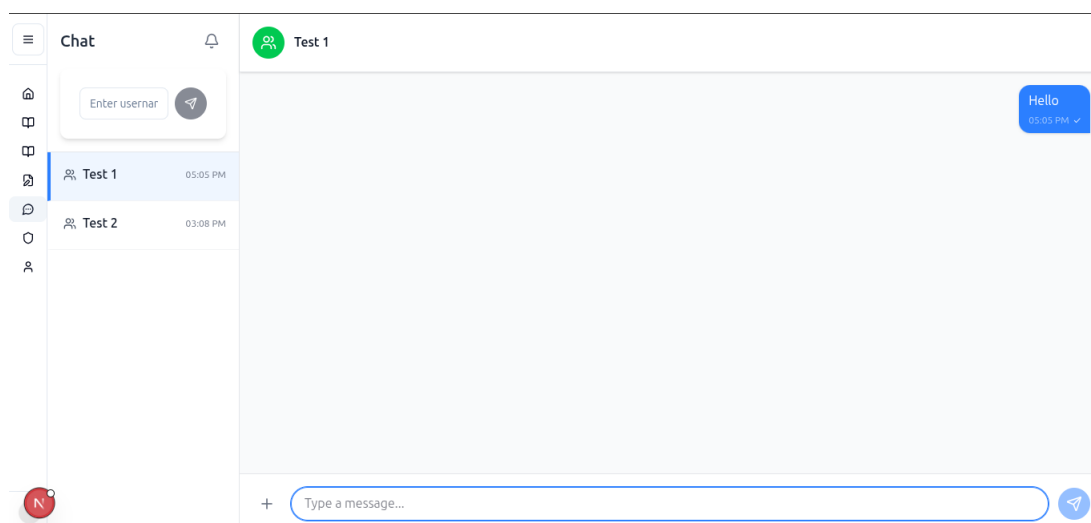 Chat
Test 1
Enter usernar
Hello
05:05 PM
Test 1 05:05 PM
Test 2 03:08 PM
N
Type a message...